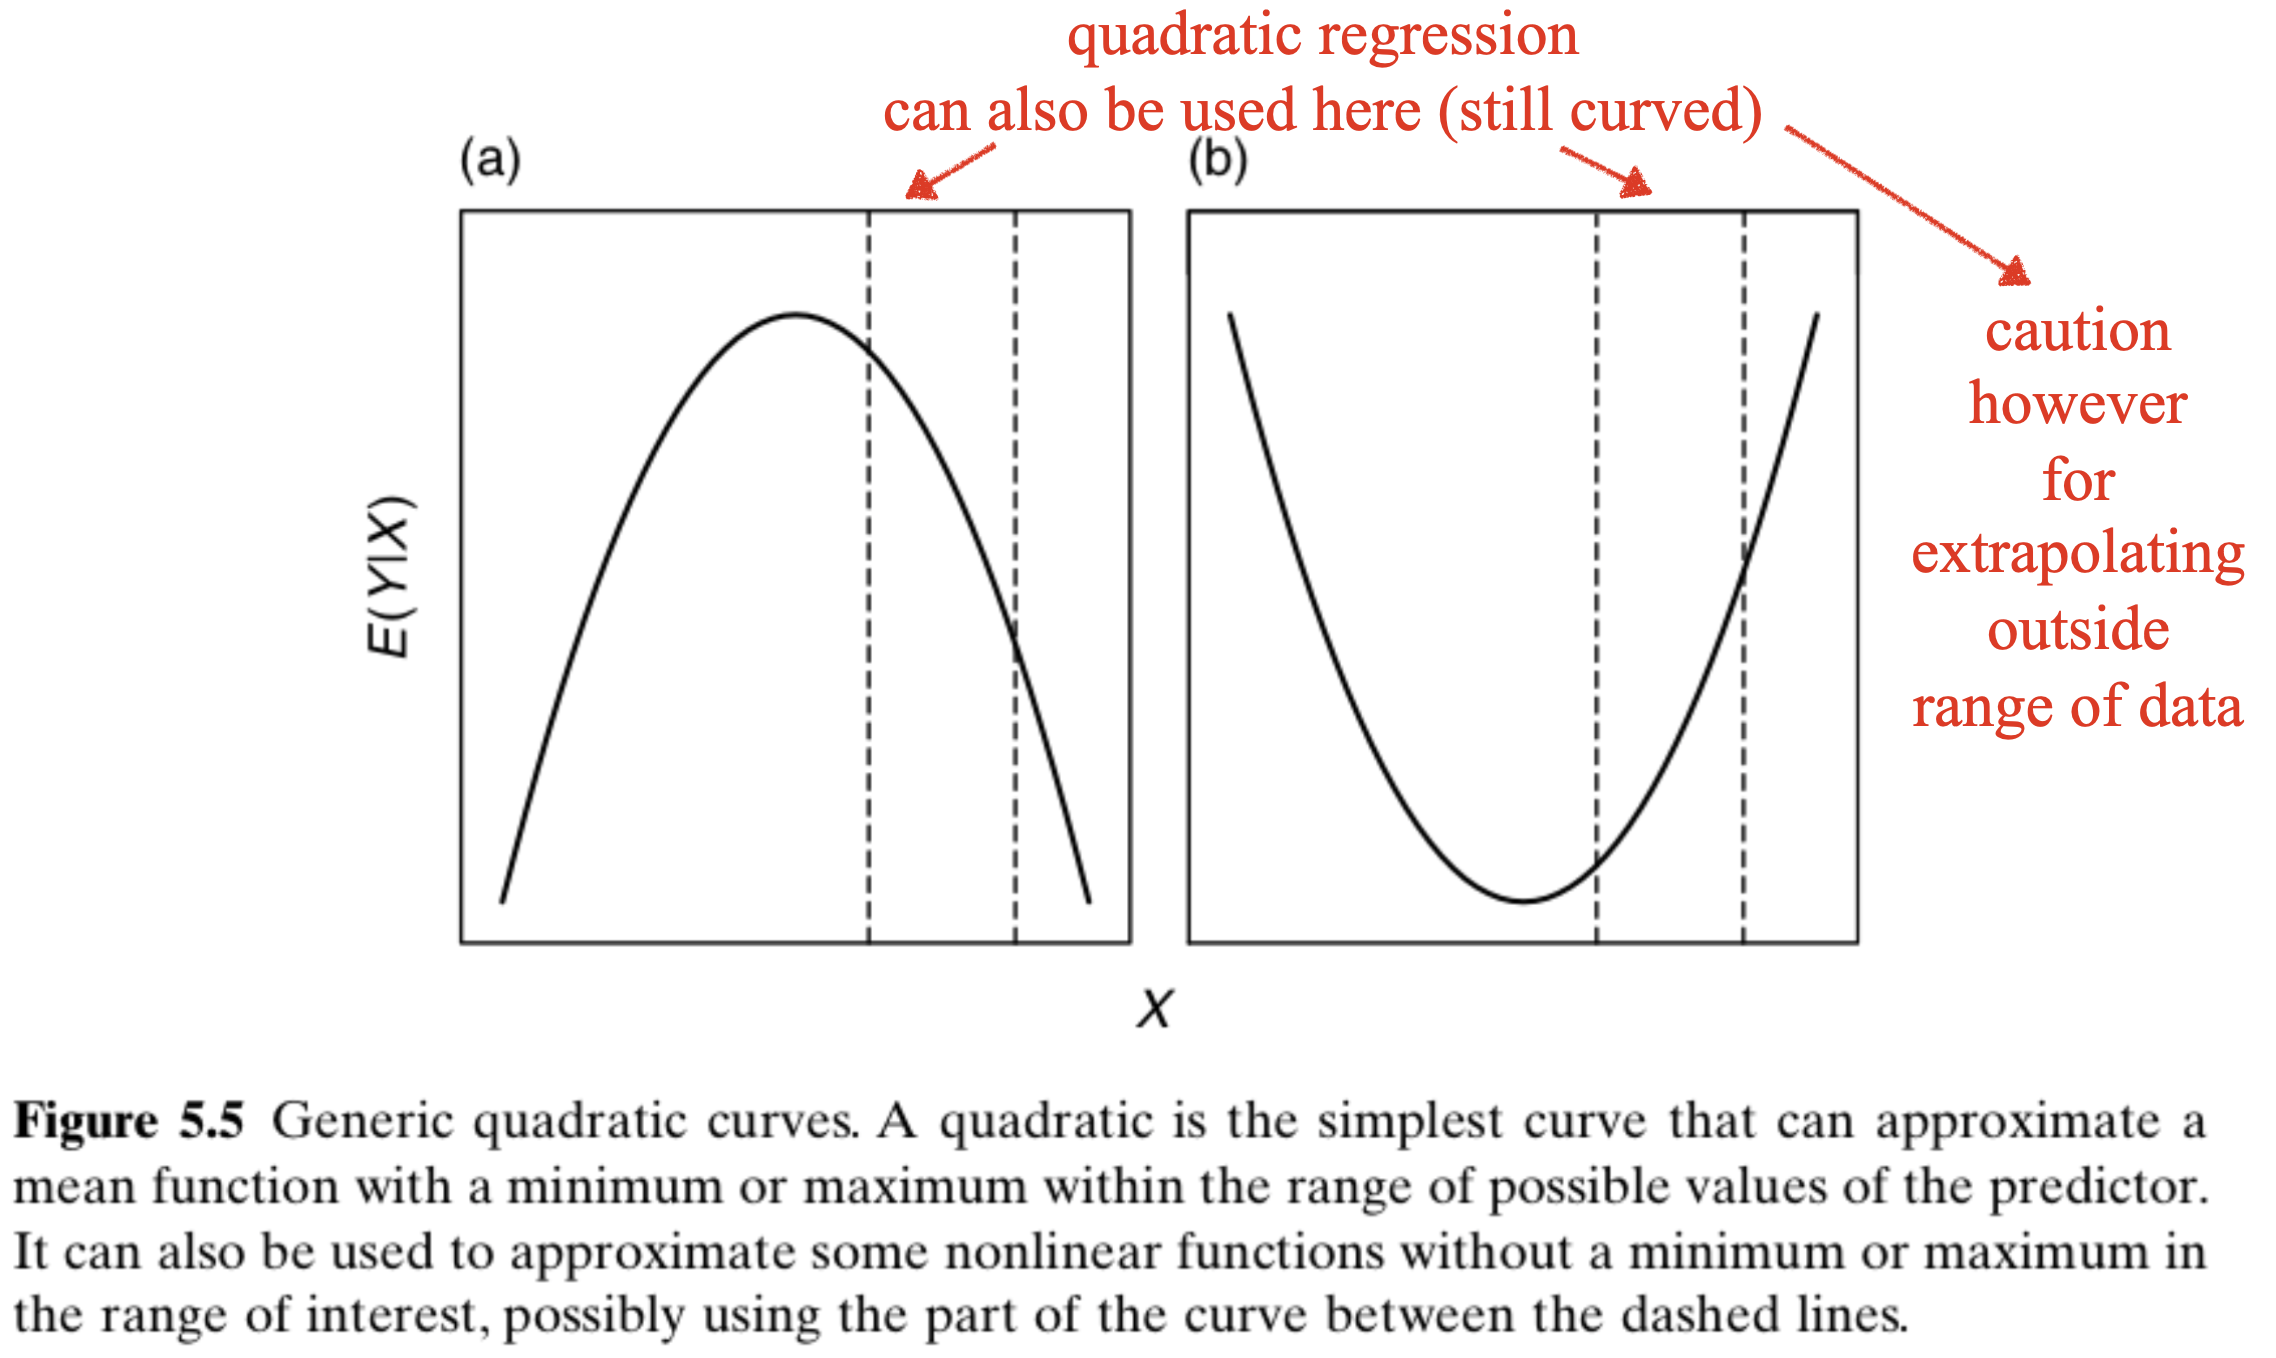 quadratic regression
can also be used here (still curved)
(a)
(b)
caution
however
for
extrapolating
outside
range of data
E(Y|X)
X
Figure 5.5 Generic quadratic curves. A quadratic is the simplest curve that can approximate a
mean function with a minimum or maximum within the range of possible values of the predictor.
It can also be used to approximate some nonlinear functions without a minimum or maximum in
the range of interest, possibly using the part of the curve between the dashed lines.